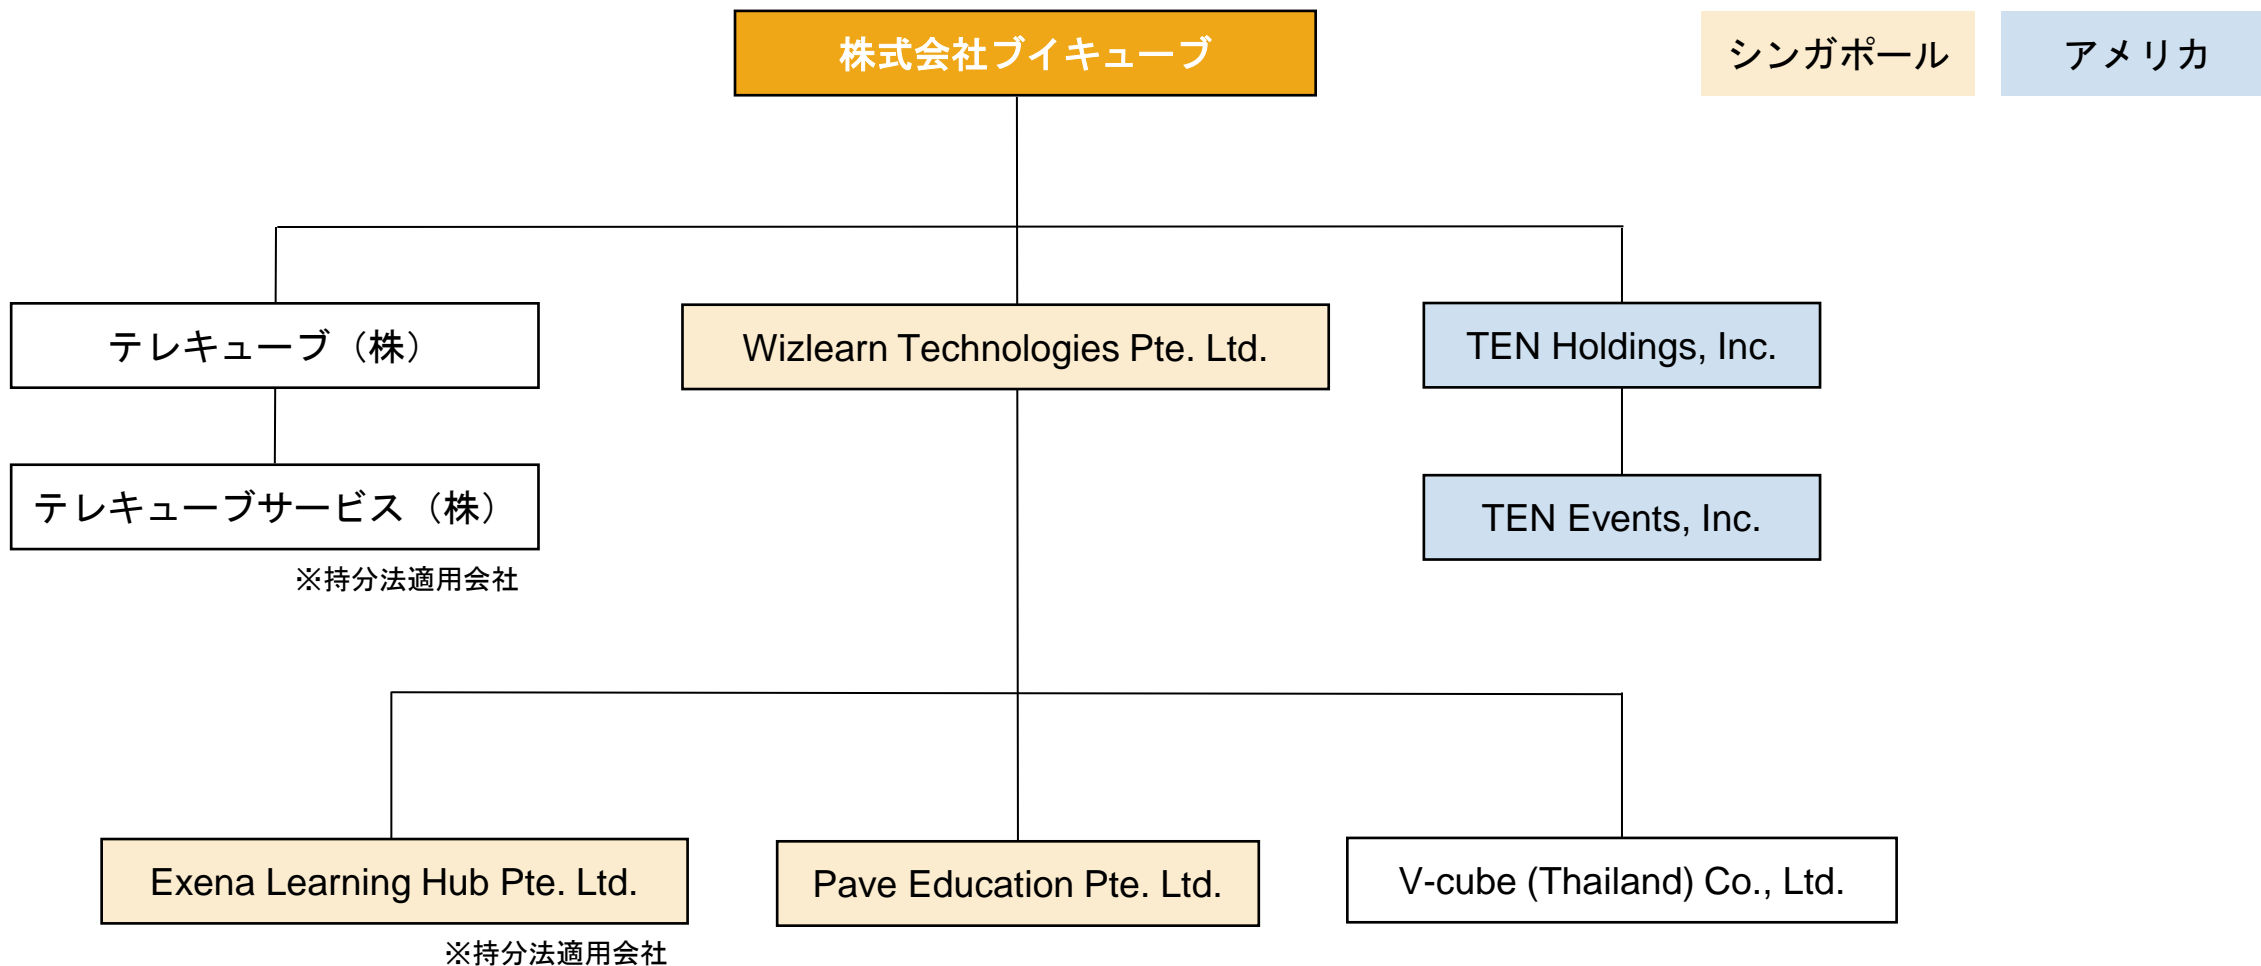 株式会社ブイキューブ
シンガポール
アメリカ
テレキューブ（株）
Wizlearn Technologies Pte. Ltd.
TEN Holdings, Inc.
テレキューブサービス（株）
TEN Events, Inc.
※持分法適用会社
Exena Learning Hub Pte. Ltd.
Pave Education Pte. Ltd.
V-cube (Thailand) Co., Ltd.
※持分法適用会社